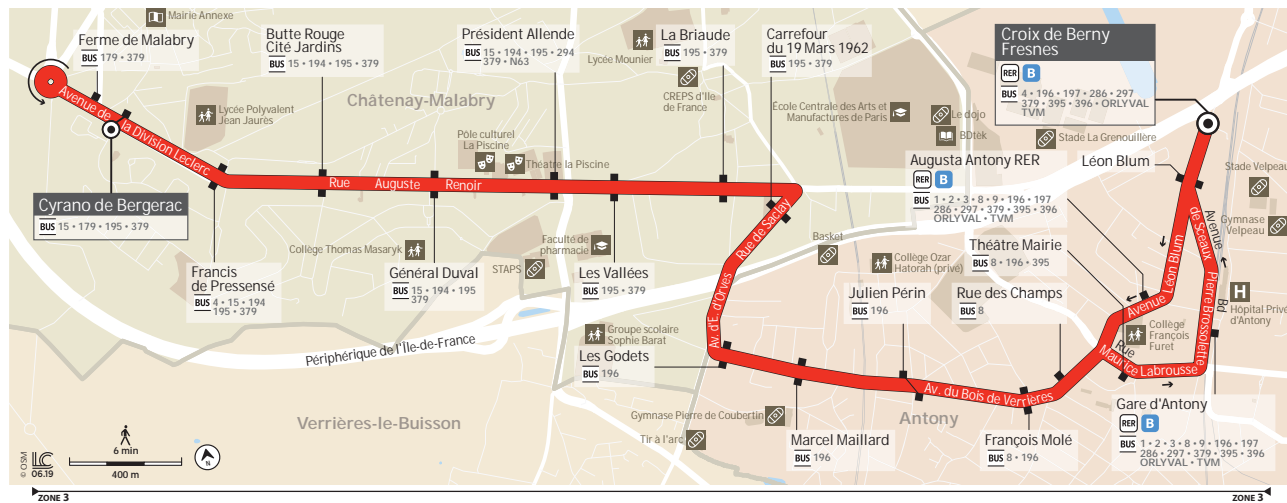 Mairie Annexe
Ferme de Malabry
BUS 179 • 379
Butte Rouge
Cité Jardins
BUS 15 • 194 • 195 • 379
Président Allende
BUS 15 • 194 • 195 • 294
379 • N63
Lycée Mounier
La Briaude
BUS 195 • 379
CREPS d'Ile
de France
Carrefour
du 19 Mars 1962
BUS 195 • 379
Croix de Berny
Fresnes
RER B
BUS 4 • 196 • 197 • 286 • 297
379 • 395 • 396 • ORLYVAL
TVM
Avenue de la Division Leclerc
Lycée Polyvalent
Jean Jaurès
Châtenay-Malabry
Pôle culturel
La Piscine
Théatre la Piscine
École Centrale des Arts et
Manufactures de Paris
Le dojo
BDtek
Stade La Grenouillère
Augusta Antony RER
RER B
BUS 1 • 2 • 3 • 8 • 9 • 196 • 197
286 • 297 • 379 • 395 • 396
ORLYVAL • TVM
Léon Blum
Stade Velpeau
Gymnase
Velpeau
Rue Auguste Renoir
Cyrano de Bergerac
BUS 15 • 179 • 195 • 379
Rue de Saclay
Avenue
de Sceaux
Collège Thomas Masaryk
STAPS
Faculté de
pharmacie
Basket
Collège Ozar
Hatorah (privé)
Théâtre Mairie
BUS 8 • 196 • 395
Francis
de Pressensé
BUS 4 • 15 • 194
195 • 379
Général Duval
BUS 15 • 194 • 195
379
Les Vallées
BUS 195 • 379
Av. d'E. d'Orves
Julien Périn
BUS 196
Rue des Champs
BUS 8
Avenue Léon Blum
Bd Pierre Brossolette
H
Hôpital Privé
d'Antony
Périphérique de l'Île-de-France
Groupe scolaire
Sophie Barat
Les Godets
BUS 196
Collège
François
Furet
Rue
Maurice Labrousse
Av. du Bois de Verrières
Verrières-le-Buisson
Gymnase Pierre de Coubertin
Tir à l'arc
Antony
Marcel Maillard
BUS 196
François Molé
BUS 8 • 196
Gare d'Antony
RER B
BUS 1 • 2 • 3 • 8 • 9 • 196 • 197
286 • 297 • 379 • 395 • 396
ORLYVAL • TVM
© OSM
LC
06.19
6 min
400 m
N
ZONE 3
ZONE 3